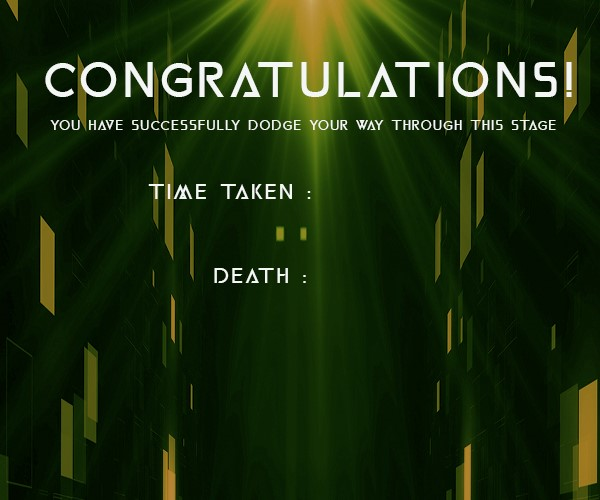 CONGRATULATIONS!
YOU HAVE SUCCESSFULLY DODGE YOUR WAY THROUGH THIS STAGE
TIME TAKEN :
DEATH :